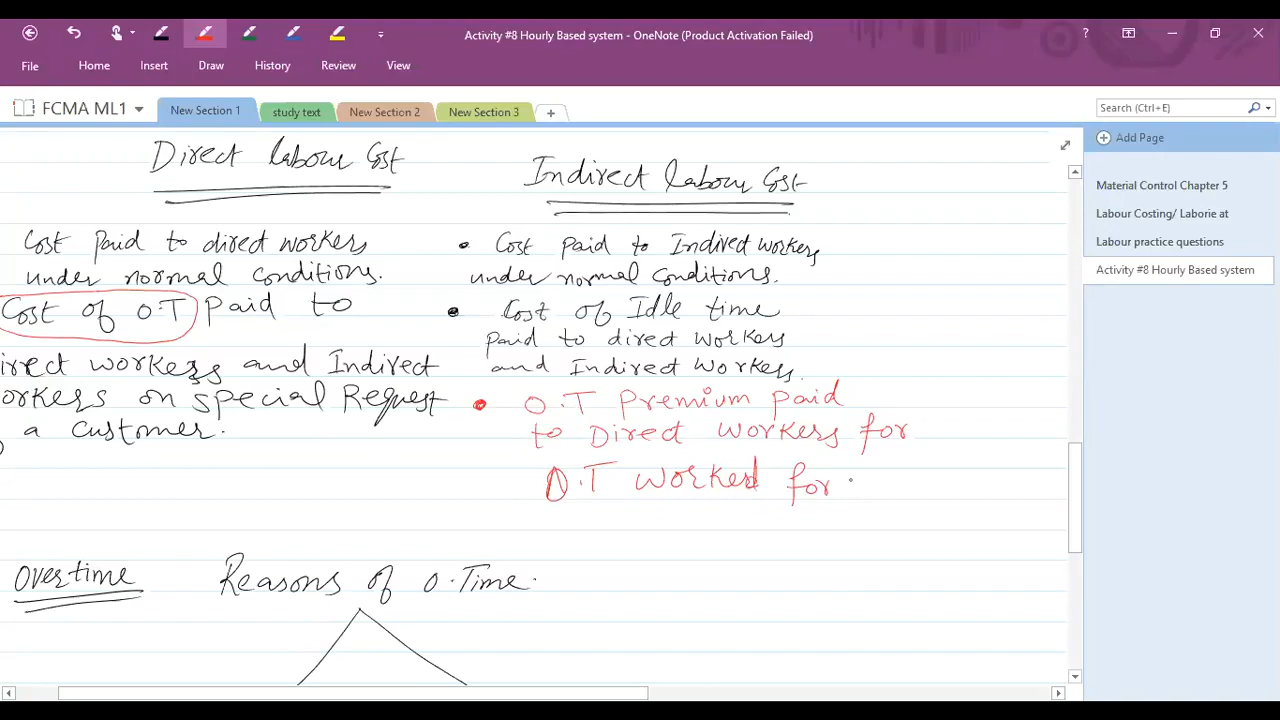 Activity #8 Hourly Based system - OneNote (Product Activation Failed)
File Home Insert Draw History Review View
FCMA ML1 New Section 1 study text New Section 2 New Section 3
Search (Ctrl+E)
Add Page
Material Control Chapter 5
Labour Costing/ Laborie at
Labour practice questions
Activity #8 Hourly Based system
Direct labour Cost
Cost Paid to direct workers
under normal Conditions.
Cost of O.T Paid to
irect workers and Indirect
orkers on special Request
a Customer.
Indirect labour Cost
• Cost Paid to Indirect workers
under normal Conditions.
• Cost of Idle time
Paid to direct workers
and Indirect workers.
• O.T Premium Paid
to Direct workers for
O.T worked for
Overtime Reasons of O.Time.